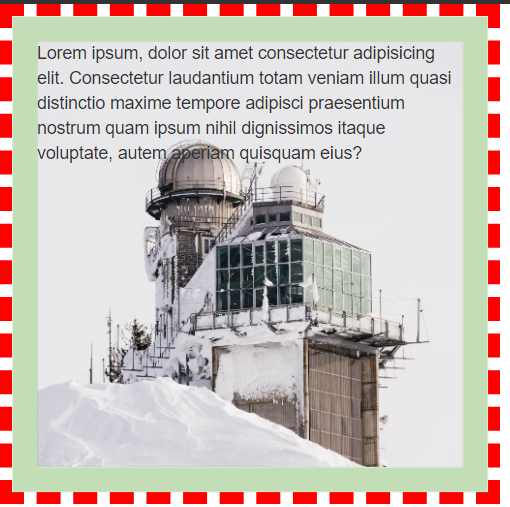 Lorem ipsum, dolor sit amet consectetur adipisicing
elit. Consectetur laudantium totam veniam illum quasi
distinctio maxime tempore adipisci praesentium
nostrum quam ipsum nihil dignissimos itaque
voluptate, autem aperiam quisquam eius?